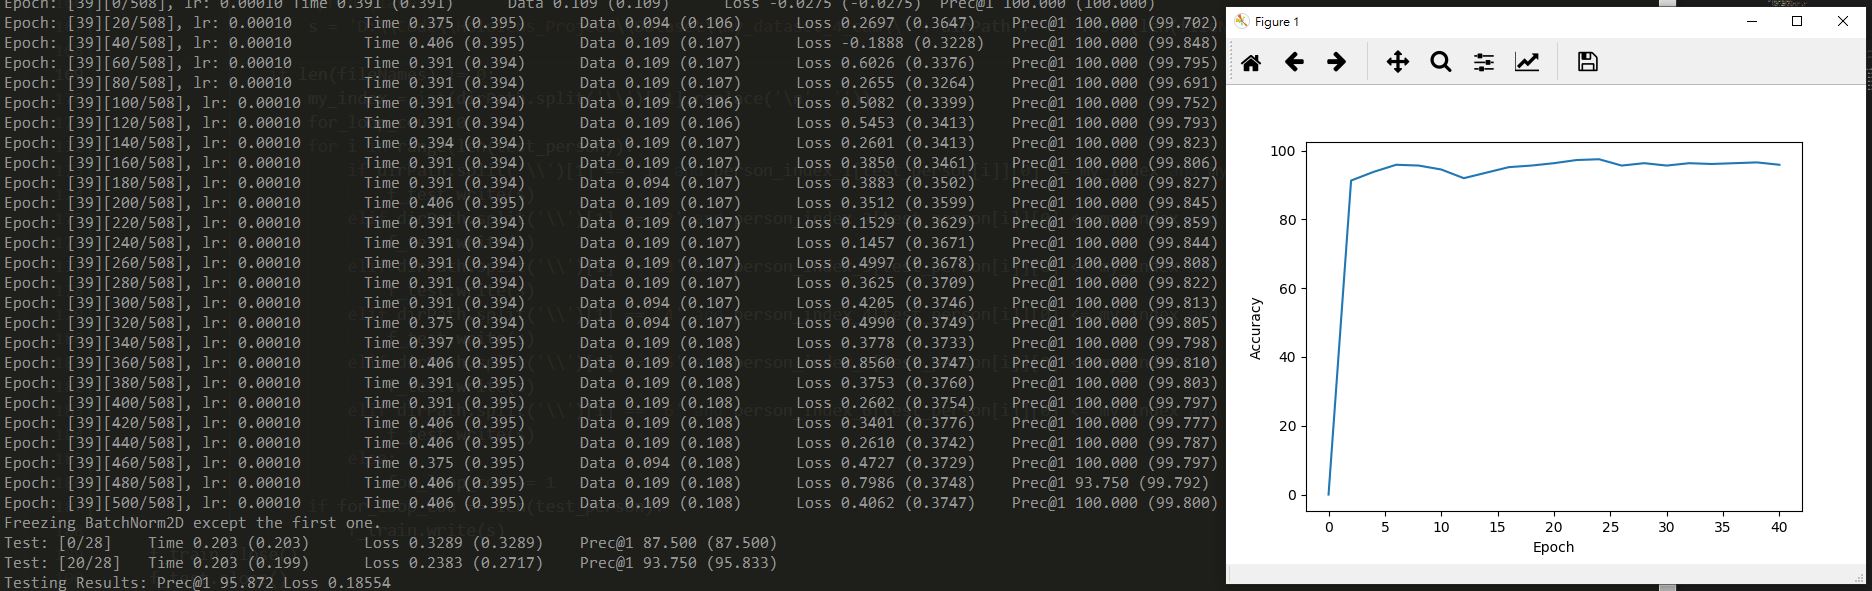 Epoch: [39][0/508], lr: 0.00010 Time 0.391 (0.391) Data 0.109 (0.109) Loss -0.0275 (-0.0275) Prec@1 100.000 (100.000)
Epoch: [39][20/508], lr: 0.00010 Time 0.375 (0.395) Data 0.094 (0.106) Loss 0.2697 (0.3647) Prec@1 100.000 (99.702)
Epoch: [39][40/508], lr: 0.00010 Time 0.406 (0.395) Data 0.109 (0.107) Loss -0.1888 (0.3228) Prec@1 100.000 (99.848)
Epoch: [39][60/508], lr: 0.00010 Time 0.391 (0.394) Data 0.109 (0.107) Loss 0.6026 (0.3376) Prec@1 100.000 (99.795)
Epoch: [39][80/508], lr: 0.00010 Time 0.391 (0.394) Data 0.109 (0.107) Loss 0.2655 (0.3264) Prec@1 100.000 (99.691)
Epoch: [39][100/508], lr: 0.00010 Time 0.391 (0.394) Data 0.109 (0.106) Loss 0.5082 (0.3399) Prec@1 100.000 (99.752)
Epoch: [39][120/508], lr: 0.00010 Time 0.391 (0.394) Data 0.109 (0.106) Loss 0.5453 (0.3413) Prec@1 100.000 (99.793)
Epoch: [39][140/508], lr: 0.00010 Time 0.394 (0.394) Data 0.109 (0.107) Loss 0.2601 (0.3413) Prec@1 100.000 (99.823)
Epoch: [39][160/508], lr: 0.00010 Time 0.391 (0.394) Data 0.109 (0.107) Loss 0.3850 (0.3461) Prec@1 100.000 (99.806)
Epoch: [39][180/508], lr: 0.00010 Time 0.391 (0.394) Data 0.094 (0.107) Loss 0.3883 (0.3502) Prec@1 100.000 (99.827)
Epoch: [39][200/508], lr: 0.00010 Time 0.406 (0.394) Data 0.109 (0.107) Loss 0.3512 (0.3599) Prec@1 100.000 (99.845)
Epoch: [39][220/508], lr: 0.00010 Time 0.391 (0.394) Data 0.109 (0.107) Loss 0.1529 (0.3629) Prec@1 100.000 (99.859)
Epoch: [39][240/508], lr: 0.00010 Time 0.391 (0.394) Data 0.109 (0.107) Loss 0.1457 (0.3671) Prec@1 100.000 (99.844)
Epoch: [39][260/508], lr: 0.00010 Time 0.391 (0.394) Data 0.109 (0.107) Loss 0.4997 (0.3678) Prec@1 100.000 (99.808)
Epoch: [39][280/508], lr: 0.00010 Time 0.391 (0.394) Data 0.109 (0.107) Loss 0.3625 (0.3709) Prec@1 100.000 (99.822)
Epoch: [39][300/508], lr: 0.00010 Time 0.391 (0.394) Data 0.094 (0.107) Loss 0.4205 (0.3746) Prec@1 100.000 (99.813)
Epoch: [39][320/508], lr: 0.00010 Time 0.375 (0.394) Data 0.094 (0.107) Loss 0.4990 (0.3749) Prec@1 100.000 (99.805)
Epoch: [39][340/508], lr: 0.00010 Time 0.397 (0.395) Data 0.109 (0.108) Loss 0.3778 (0.3733) Prec@1 100.000 (99.798)
Epoch: [39][360/508], lr: 0.00010 Time 0.406 (0.395) Data 0.109 (0.108) Loss 0.8560 (0.3747) Prec@1 100.000 (99.810)
Epoch: [39][380/508], lr: 0.00010 Time 0.391 (0.395) Data 0.109 (0.108) Loss 0.3753 (0.3760) Prec@1 100.000 (99.803)
Epoch: [39][400/508], lr: 0.00010 Time 0.391 (0.395) Data 0.109 (0.108) Loss 0.2602 (0.3754) Prec@1 100.000 (99.797)
Epoch: [39][420/508], lr: 0.00010 Time 0.406 (0.395) Data 0.109 (0.108) Loss 0.3401 (0.3776) Prec@1 100.000 (99.777)
Epoch: [39][440/508], lr: 0.00010 Time 0.406 (0.395) Data 0.109 (0.108) Loss 0.2610 (0.3742) Prec@1 100.000 (99.787)
Epoch: [39][460/508], lr: 0.00010 Time 0.375 (0.395) Data 0.094 (0.108) Loss 0.4727 (0.3729) Prec@1 100.000 (99.797)
Epoch: [39][480/508], lr: 0.00010 Time 0.406 (0.395) Data 0.109 (0.108) Loss 0.7986 (0.3748) Prec@1 93.750 (99.792)
Epoch: [39][500/508], lr: 0.00010 Time 0.406 (0.395) Data 0.109 (0.108) Loss 0.4062 (0.3747) Prec@1 100.000 (99.800)
Freezing BatchNorm2D except the first one.
Test: [0/28] Time 0.203 (0.203) Loss 0.3289 (0.3289) Prec@1 87.500 (87.500)
Test: [20/28] Time 0.203 (0.199) Loss 0.2383 (0.2717) Prec@1 93.750 (95.833)
Testing Results: Prec@1 95.872 Loss 0.18554
Figure 1
100
80
60
40
20
0
Accuracy
0 5 10 15 20 25 30 35 40
Epoch